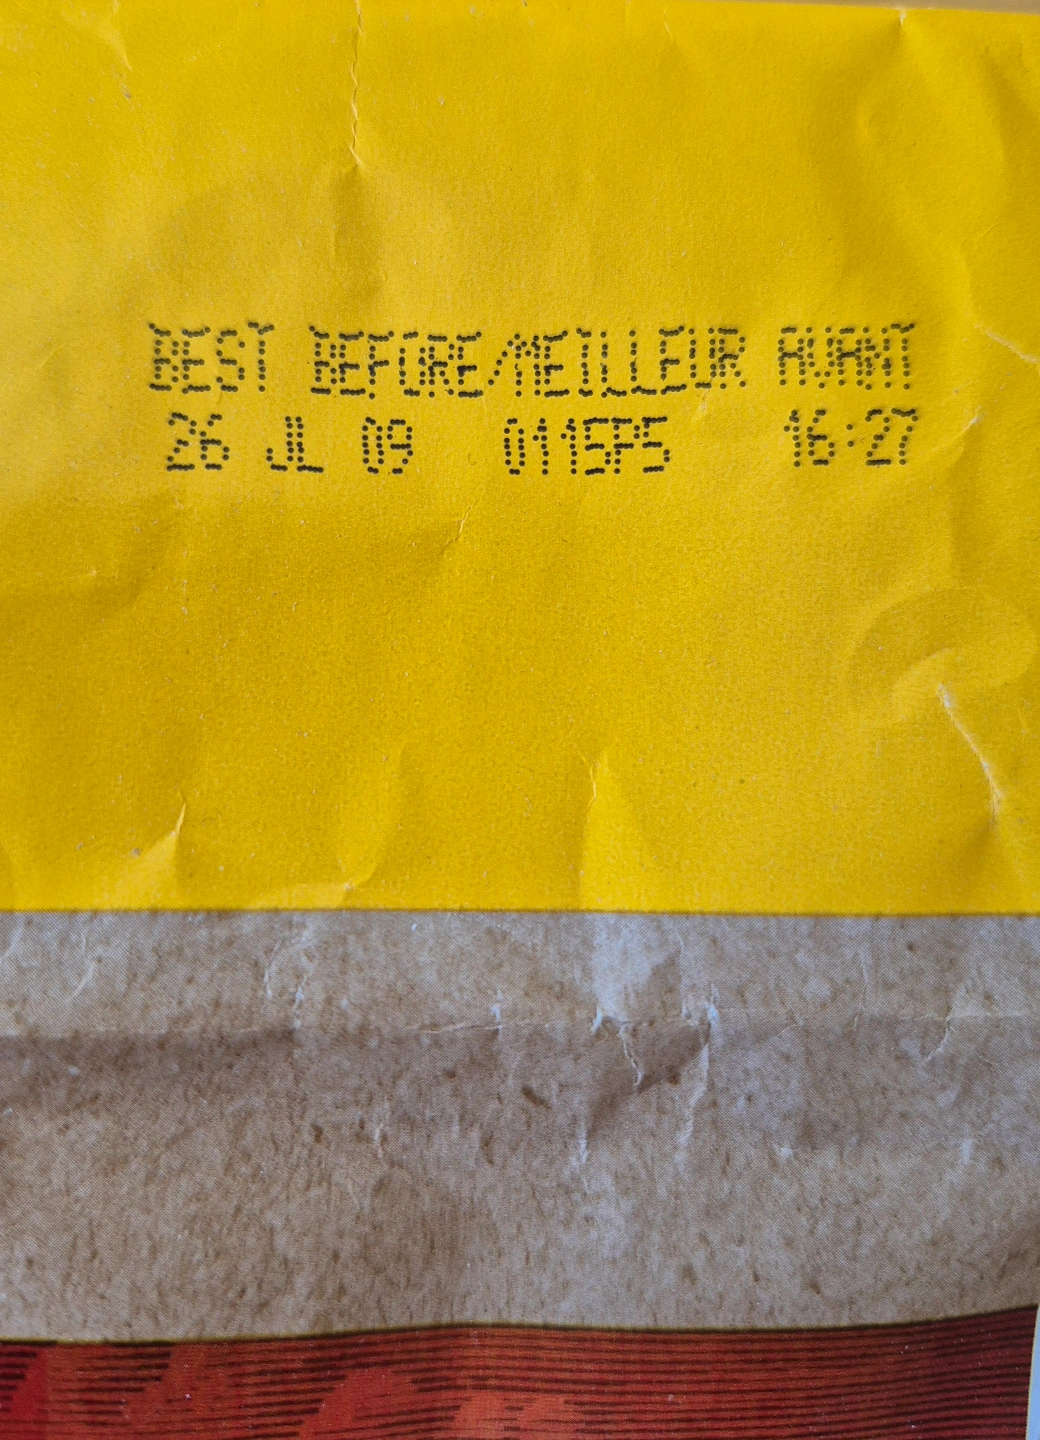 BEST BEFORE/MEILLEUR AVANT
26 JL 09 0115P5 16:27